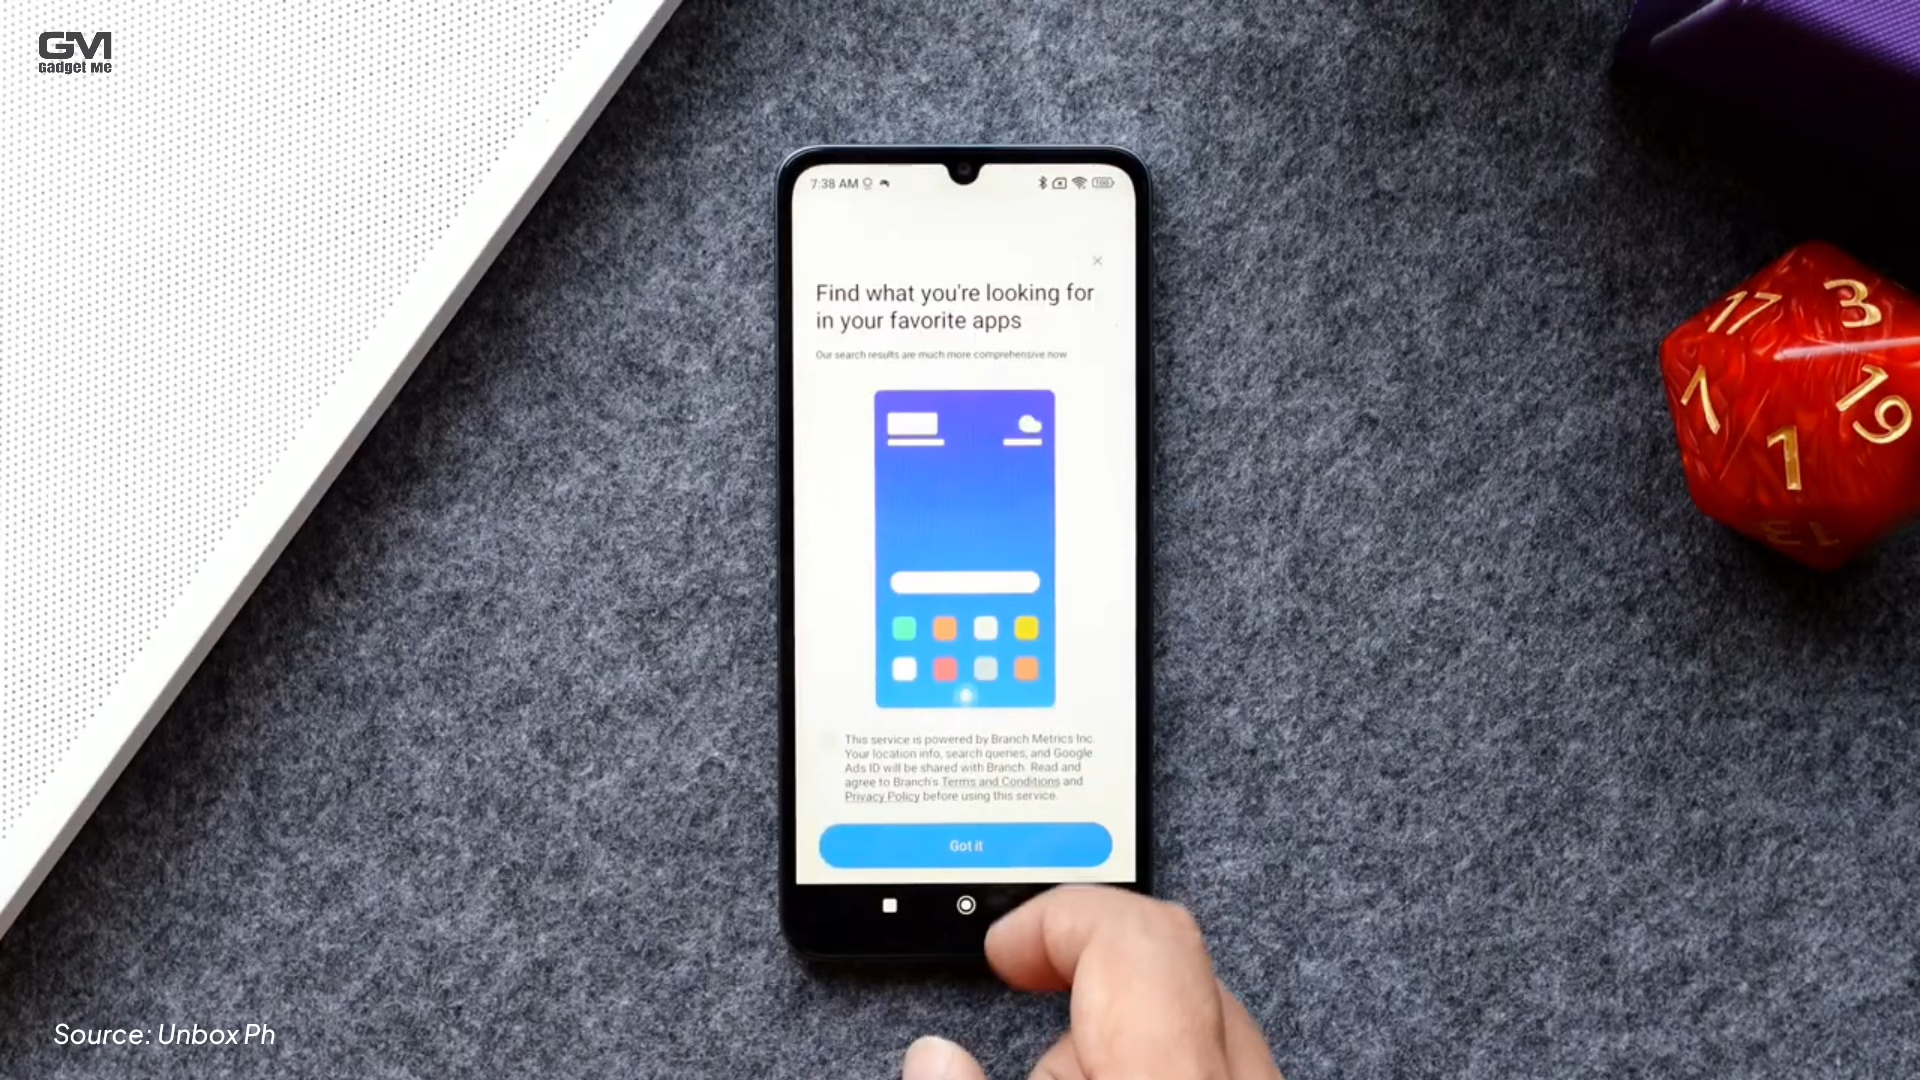 GM
Gadget Me
7:38 AM
100
Find what you're looking for
in your favorite apps
Our search results are much more comprehensive now
This service is powered by Branch Metrics Inc.
Your location info, search queries, and Google
Ads ID will be shared with Branch. Read and
agree to Branch's Terms and Conditions and
Privacy Policy before using this service.
Got it
17
3
7
19
1
13
Source: Unbox Ph